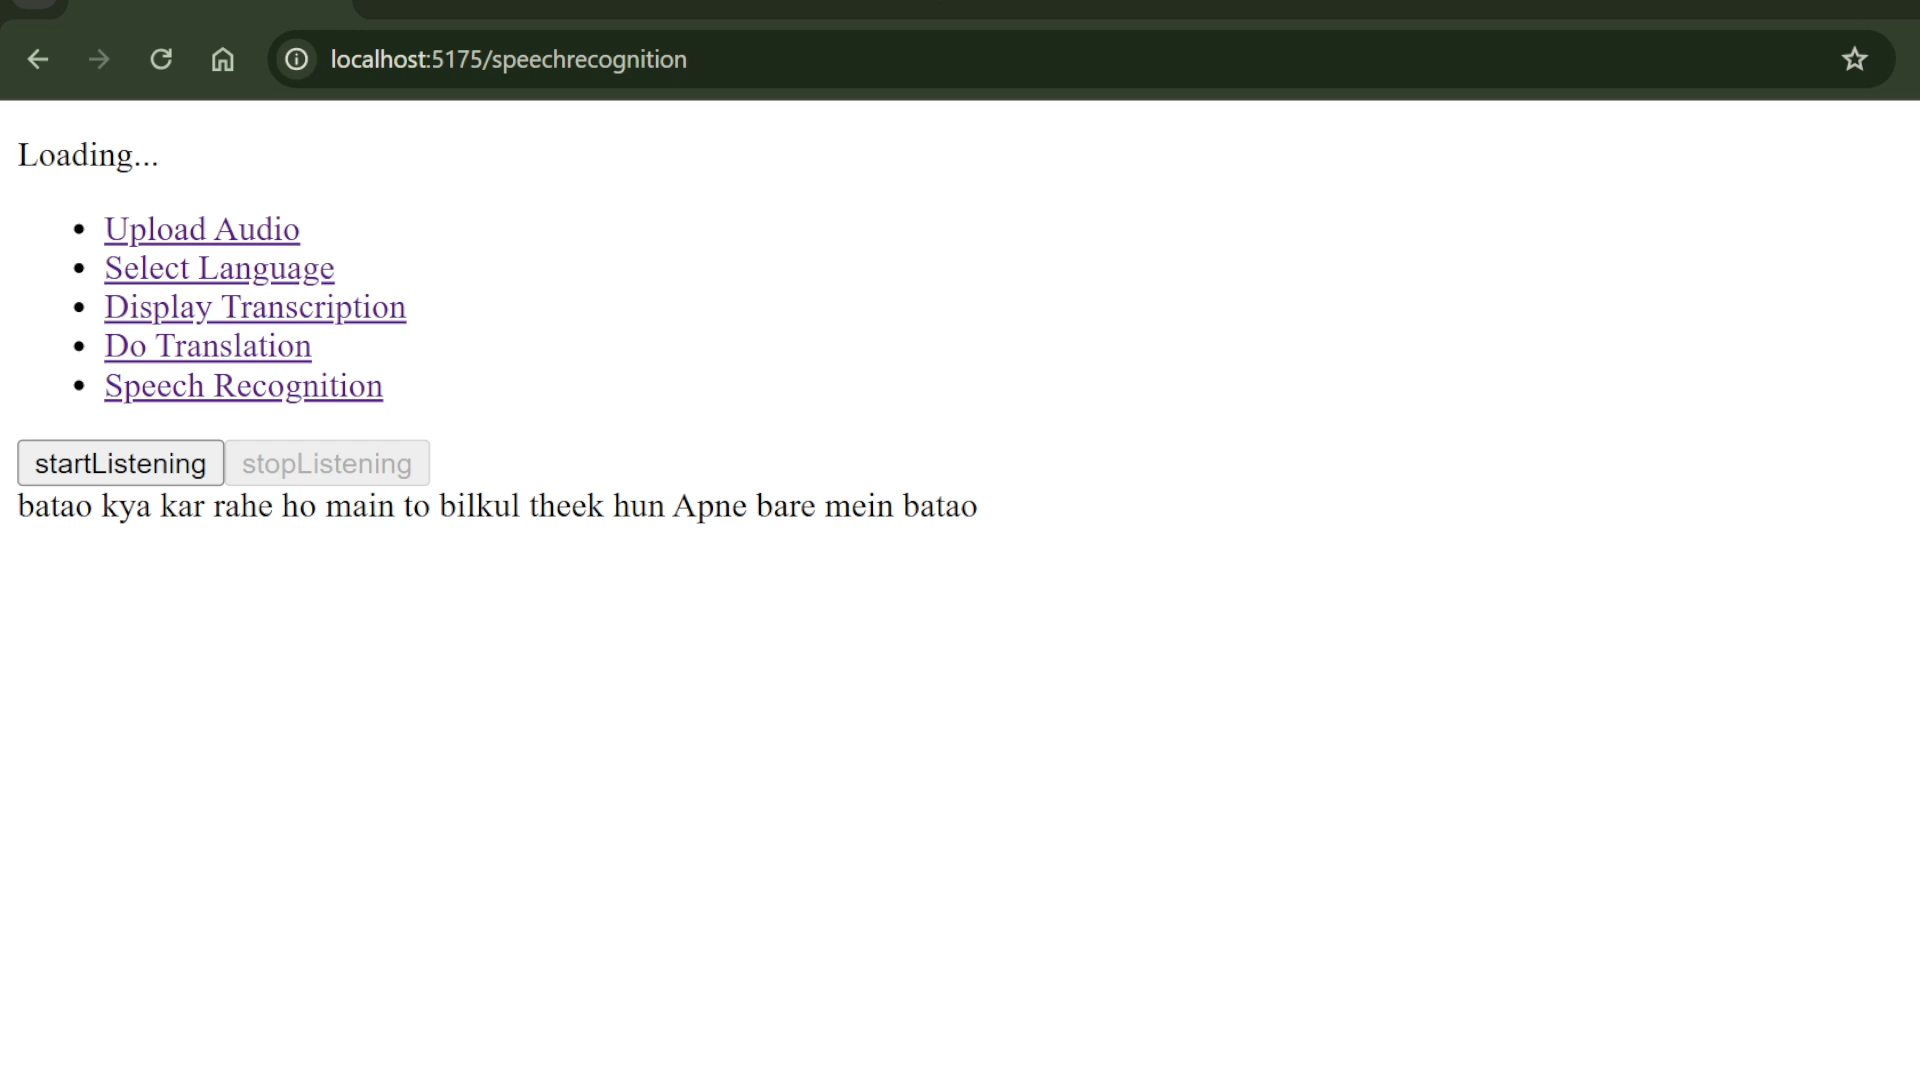 localhost:5175/speechrecognition
Loading...
Upload Audio
Select Language
Display Transcription
Do Translation
Speech Recognition
startListening stopListening
batao kya kar rahe ho main to bilkul theek hun Apne bare mein batao